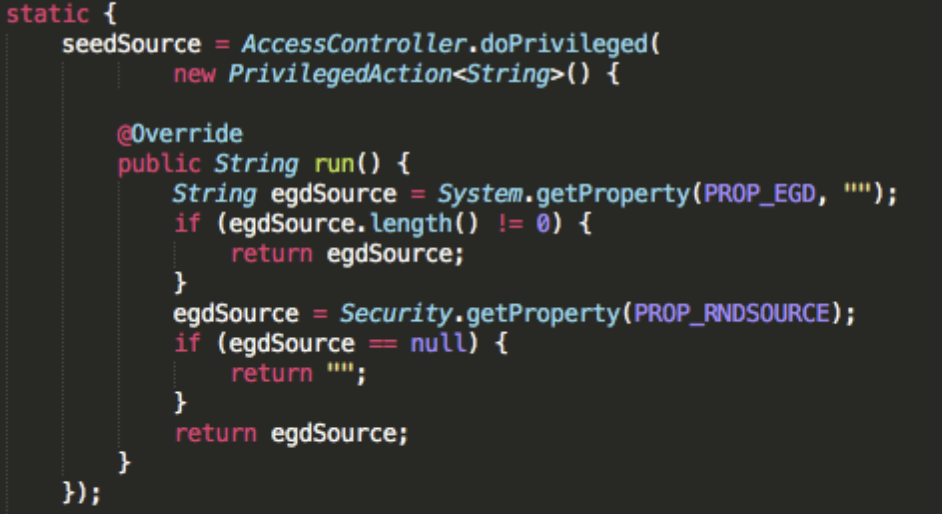 static {
    seedSource = AccessController.doPrivileged(
            new PrivilegedAction<String>() {
        @Override
        public String run() {
            String egdSource = System.getProperty(PROP_EGD, "");
            if (egdSource.length() != 0) {
                return egdSource;
            }
            egdSource = Security.getProperty(PROP_RNDSOURCE);
            if (egdSource == null) {
                return "";
            }
            return egdSource;
        }
    });